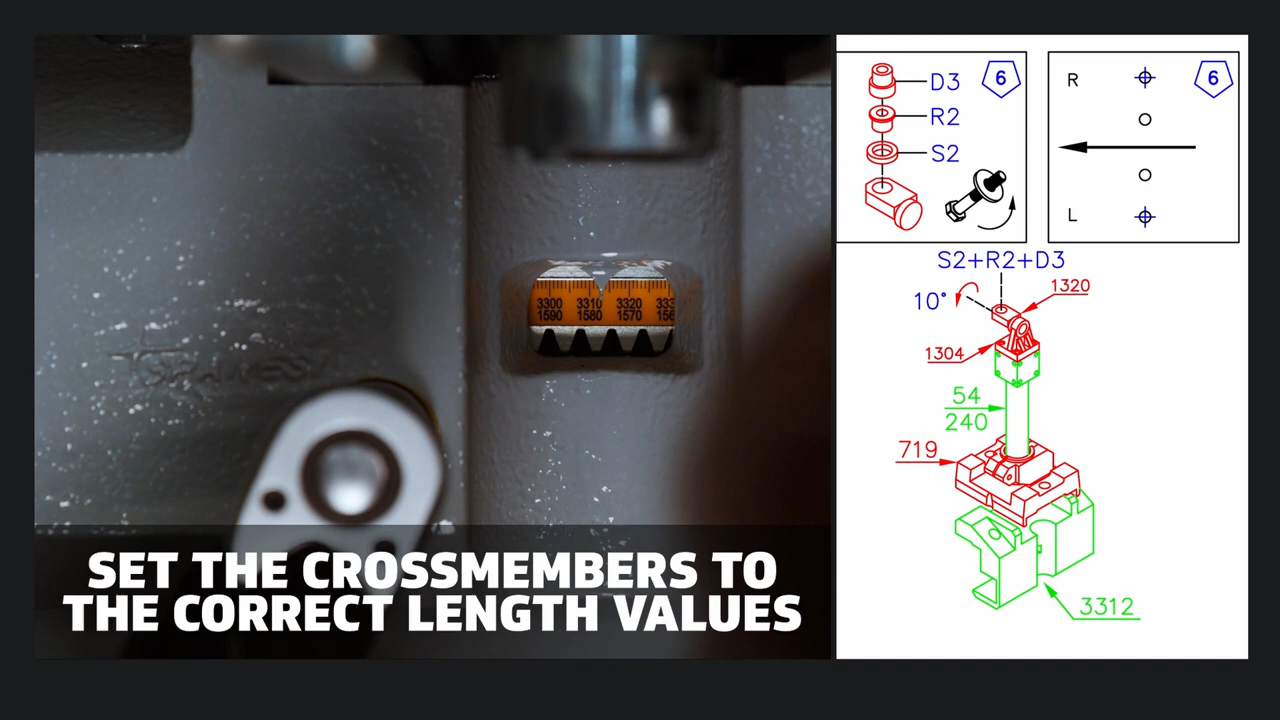 3300 3310 3320
1590 1580 1570
SET THE CROSSMEMBERS TO
THE CORRECT LENGTH VALUES
D3
6
R2
S2
R
6
L
S2+R2+D3
10°
1320
1304
54
240
719
3312